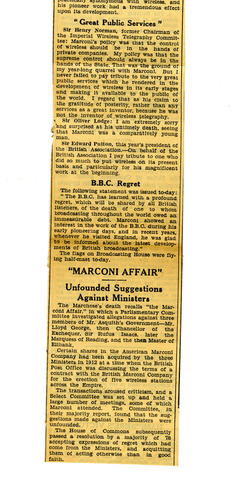 presumably synonymous with wireless, and
his pioneer work had a tremendous effect
upon its development.
"Great Public Services"
Sir Henry Norman, former Chairman of
the Imperial Wireless Telegraphy Commit-
tee: Marconi's policy was that the control
of wireless should be in the hands of
private companies. My policy was that the
supreme control should always be in the
hands of the State. That was the ground of
my year-long quarrel with Marconi. But I
never failed to pay tribute to the very great
public services which he rendered in the
development of wireless in its early stages
and making it available to the public of
the world. I regard that as his claim to
the gratitude of posterity, rather than any
services as a great inventor, because he was
not the inventor of wireless telegraphy.
Sir Oliver Lodge: I am extremely sorry
and surprised at his untimely death, seeing
that Marconi was a comparatively young
man.
Sir Edward Poulton, this year's president of
the British Association.—On behalf of the
British Association I pay tribute to one who
did so much to put wireless on its present
basis and particularly for his magnificent
work at the beginning.
B.B.C. Regret
The following statement was issued to-day:
"The B.B.C. has learned with a profound
regret, which will be shared by all British
listeners, of the death of one to whom
broadcasting throughout the world owed an
immeasurable debt. Marconi showed an
interest in the work of the B.B.C. during his
early pioneering days, and in recent years,
whenever he visited England, he was glad
to be informed about the latest develop-
ments of British broadcasting."
The flags on Broadcasting House were fly-
ing half-mast to-day.
"MARCONI AFFAIR"
Unfounded Suggestions
Against Ministers
The Marchese's death recalls "the Mar-
coni Affair," in which a Parliamentary Com-
mittee investigated allegations against three
members of Mr. Asquith's Government—Mr.
Lloyd George, then Chancellor of the
Exchequer, Sir Rufus Isaacs, later the
Marquess of Reading, and the then Master of
Elibank.
Certain shares in the American Marconi
Company had been acquired by the three
Ministers in 1912 at a time when the British
Post Office was discussing the terms of a
contract with the British Marconi Company
for the erection of five wireless stations
across the Empire.
The transactions aroused criticism, and a
Select Committee was set up and held a
large number of meetings, some of which
Marconi attended. The Committee, in
their majority report, found that the sug-
gestions made against the Ministers were
unfounded.
The House of Commons subsequently
passed a resolution by a majority of 78
accepting expressions of regret which had
come from the Ministers, and acquitting
them of acting otherwise than in good
faith.